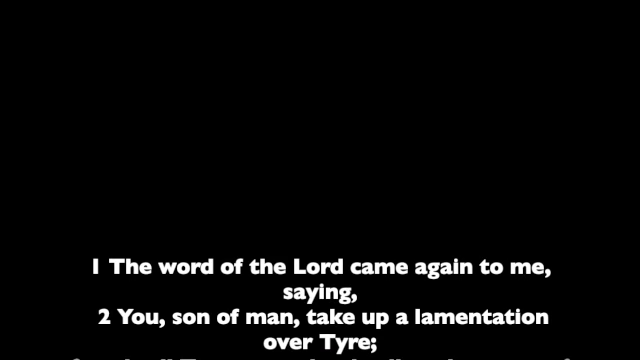 1 The word of the Lord came again to me,
saying,
2 You, son of man, take up a lamentation
over Tyre;